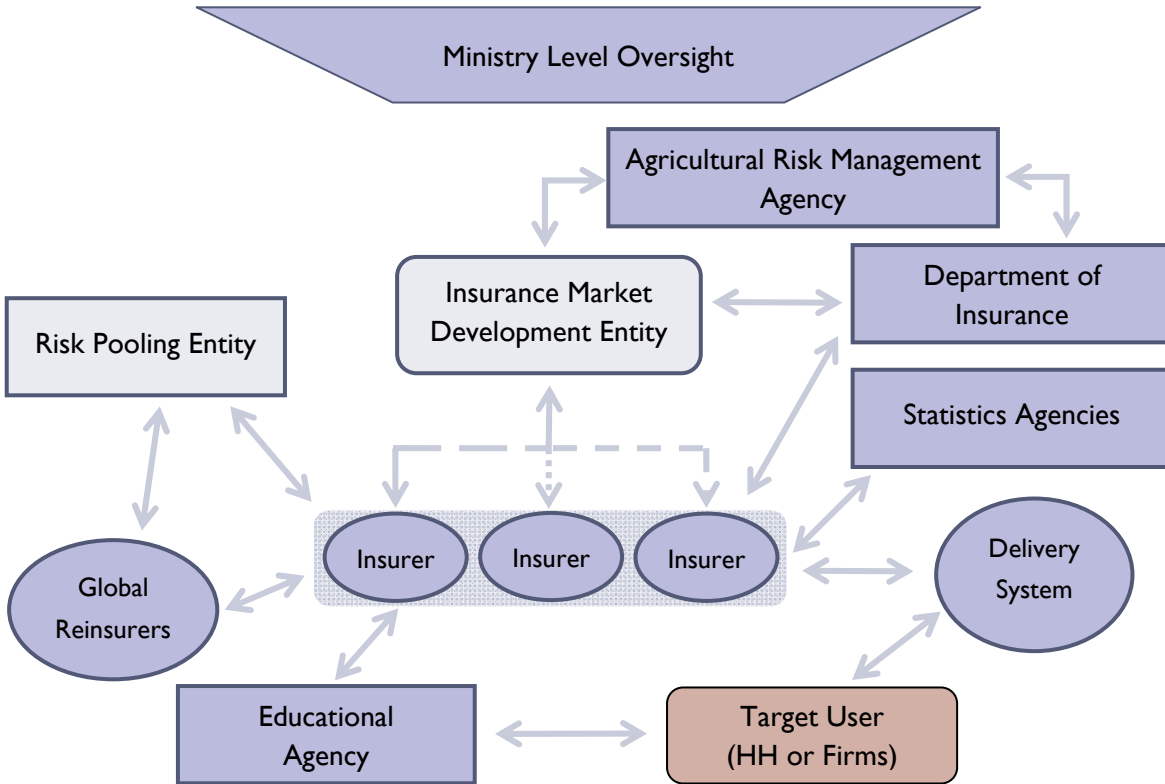 Ministry Level Oversight
Agricultural Risk Management
Agency
Insurance Market
Development Entity
Department of
Insurance
Risk Pooling Entity
Statistics Agencies
Insurer
Insurer
Insurer
Delivery
System
Global
Reinsurers
Educational
Agency
Target User
(HH or Firms)